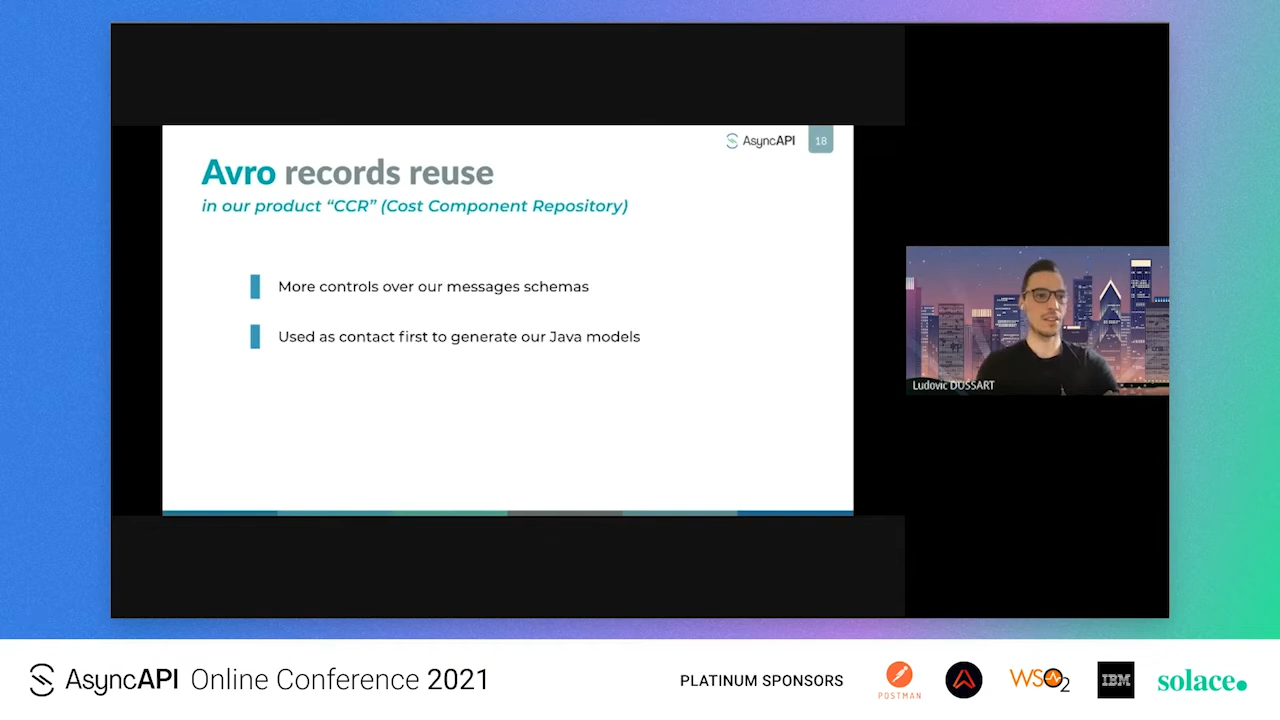 AsyncAPI
18
Avro records reuse
in our product “CCR” (Cost Component Repository)
More controls over our messages schemas
Used as contact first to generate our Java models
Ludovic DUSSART
AsyncAPI Online Conference 2021
PLATINUM SPONSORS
POSTMAN
WSO2
IBM
solace.